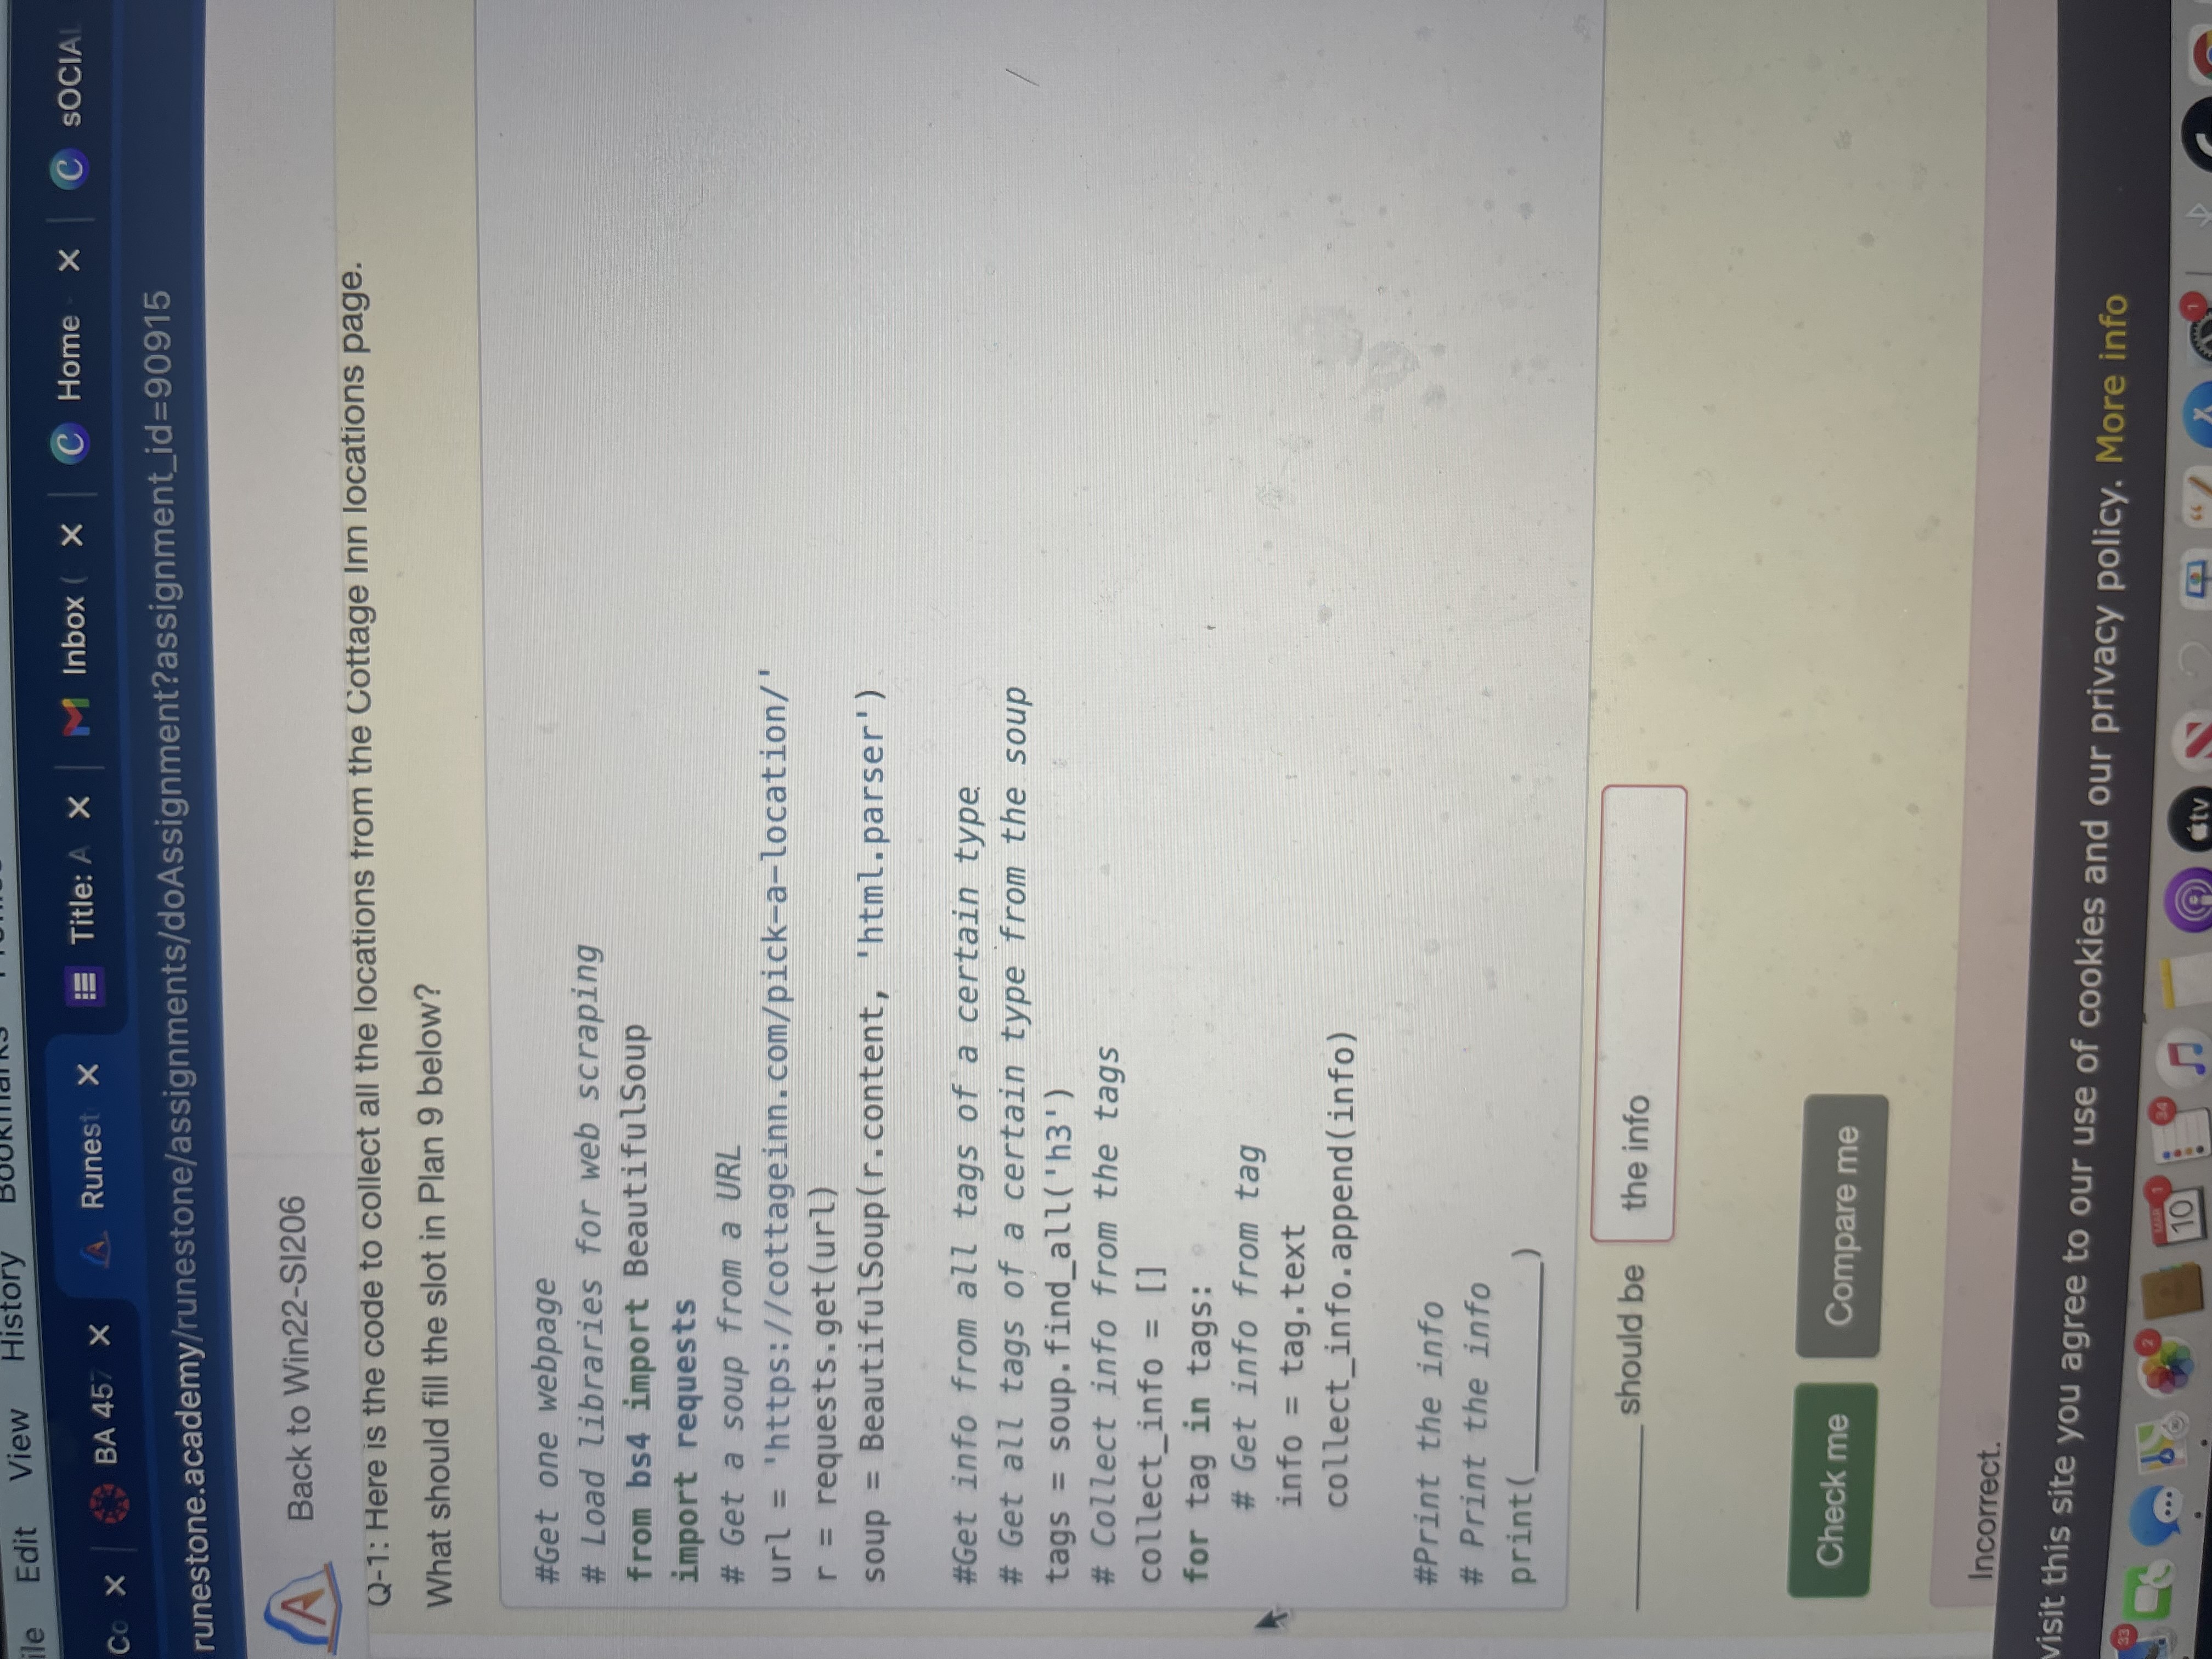 Edit View History
BA 457 Runest Title: A Inbox ( Home sOCIAL
runestone.academy/runestone/assignments/doAssignment?assignment_id=90915
Back to Win22-SI206
Q-1: Here is the code to collect all the locations from the Cottage Inn locations page.
What should fill the slot in Plan 9 below?
#Get one webpage
# Load libraries for web scraping
from bs4 import BeautifulSoup
import requests
# Get a soup from a URL
url = 'https://cottageinn.com/pick-a-location/'
r = requests.get(url)
soup = BeautifulSoup(r.content, 'html.parser')
#Get info from all tags of a certain type
# Get all tags of a certain type from the soup
tags = soup.find_all('h3')
# Collect info from the tags
collect_info = []
for tag in tags:
    # Get info from tag
    info = tag.text
    collect_info.append(info)
#Print the info
# Print the info
print(___________)
__________ should be the info
Check me Compare me
Incorrect.
visit this site you agree to our use of cookies and our privacy policy. More info
33 2 MAR 10 1 34 tv 1